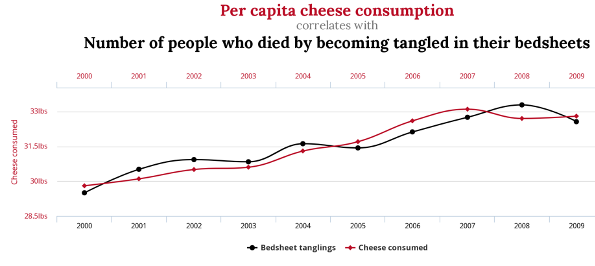 Per capita cheese consumption
correlates with
Number of people who died by becoming tangled in their bedsheets
2000 2001 2002 2003 2004 2005 2006 2007 2008 2009
Cheese consumed
33lbs
31.5lbs
30lbs
28.5lbs
2000 2001 2002 2003 2004 2005 2006 2007 2008 2009
Bedsheet tanglings Cheese consumed